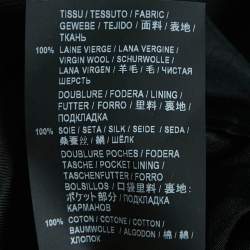 TISSU / TESSUTO / FABRIC /
GEWEBE / TEJIDO / 面料 / 表地 /
ТКАНЬ
100% LAINE VIERGE / LANA VERGINE /
VIRGIN WOOL / SCHURWOLLE /
LANA VIRGEN / 羊毛 / 毛 / ЧИСТАЯ
ШЕРСТЬ
DOUBLURE / FODERA / LINING /
FUTTER / FORRO / 里料 / 裏地 /
ПОДКЛАДКА
100% SOIE / SETA / SILK / SEIDE / SEDA /
桑蚕丝 / 絹 / ШЁЛК
DOUBLURE POCHES / FODERA
TASCHE / POCKET LINING /
TASCHENFUTTER / FORRO
BOLSILLOS / 口袋里料 / 裏地:
ポケット部分 / ПОДКЛАДКА
КАРМАНОВ
100% COTON / COTONE / COTTON /
BAUMWOLLE / ALGODON / 棉 / 綿 /
ХЛОПОК